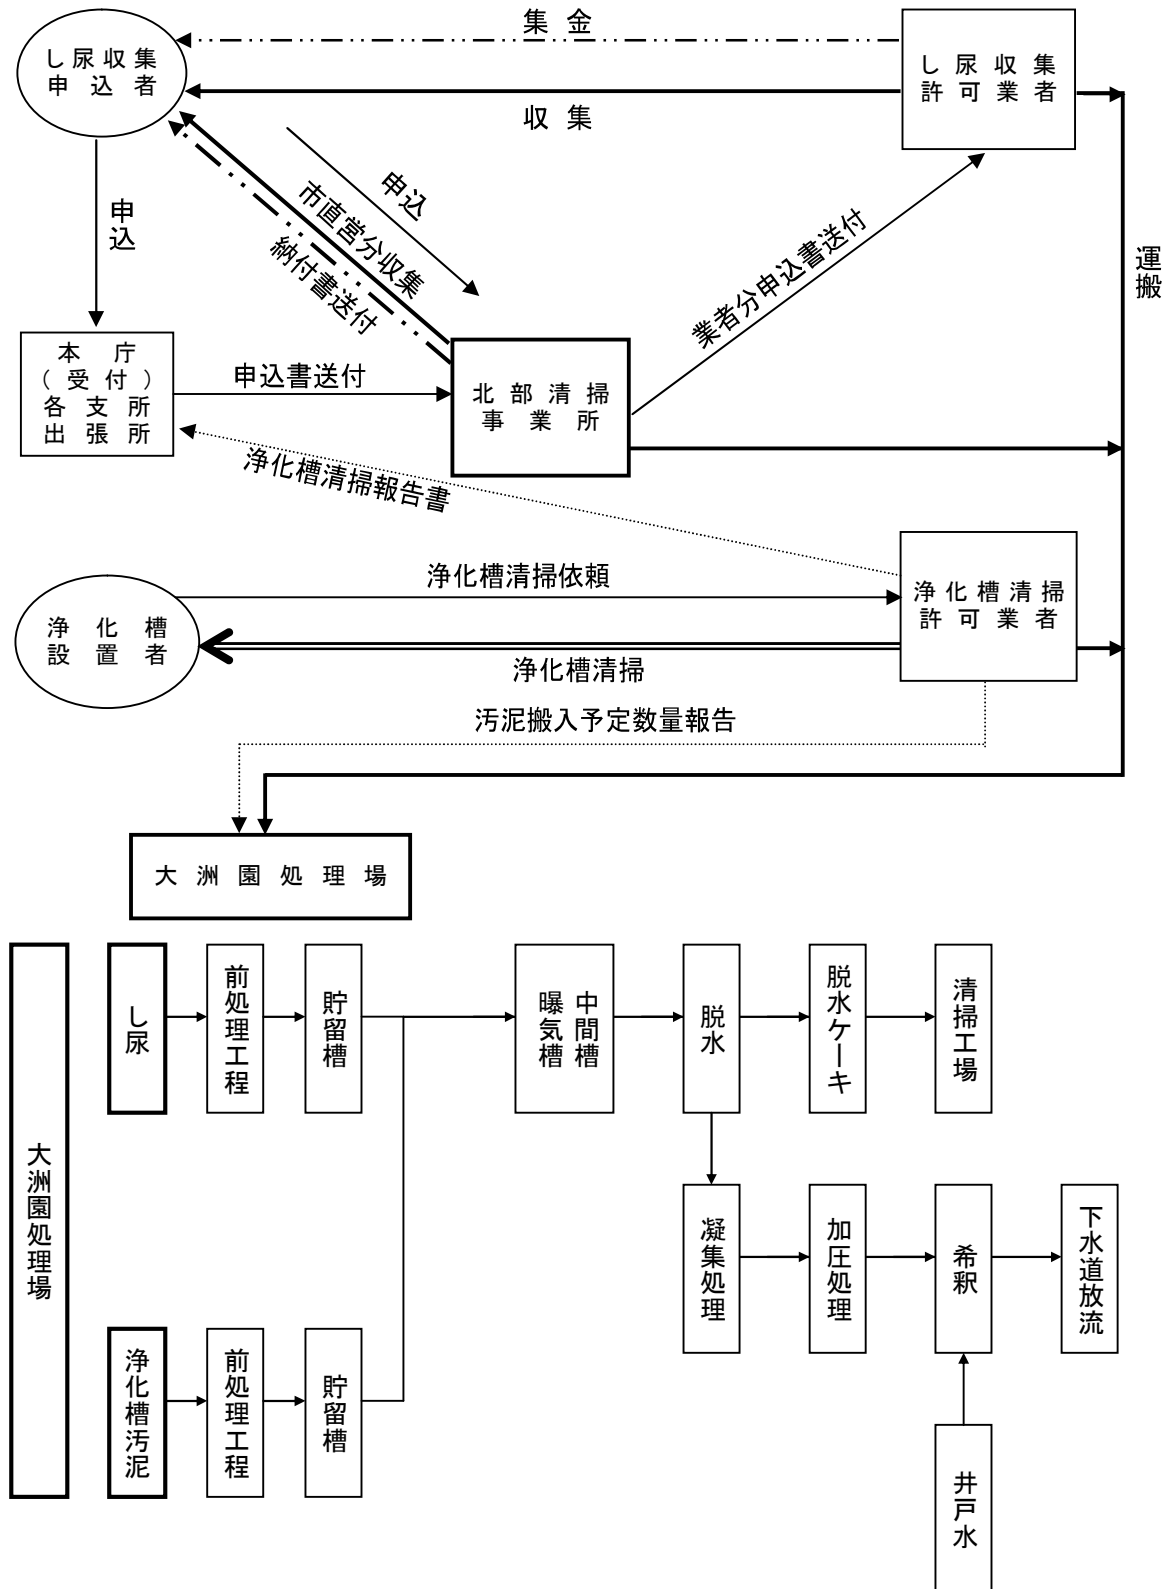 集金
し尿収集
申込者
し尿収集
許可業者
収集
申込
市直営分収集
納付書送付
申込
業者分申込書送付
運搬
本庁
（受付）
各支所
出張所
申込書送付
北部清掃
事業所
浄化槽清掃報告書
浄化槽清掃依頼
浄化槽
設置者
浄化槽清掃
許可業者
浄化槽清掃
汚泥搬入予定数量報告
大洲園処理場
大洲園処理場
し尿
前処理工程
貯留槽
中間槽
曝気槽
脱水
脱水ケーキ
清掃工場
凝集処理
加圧処理
希釈
下水道放流
浄化槽汚泥
前処理工程
貯留槽
井戸水